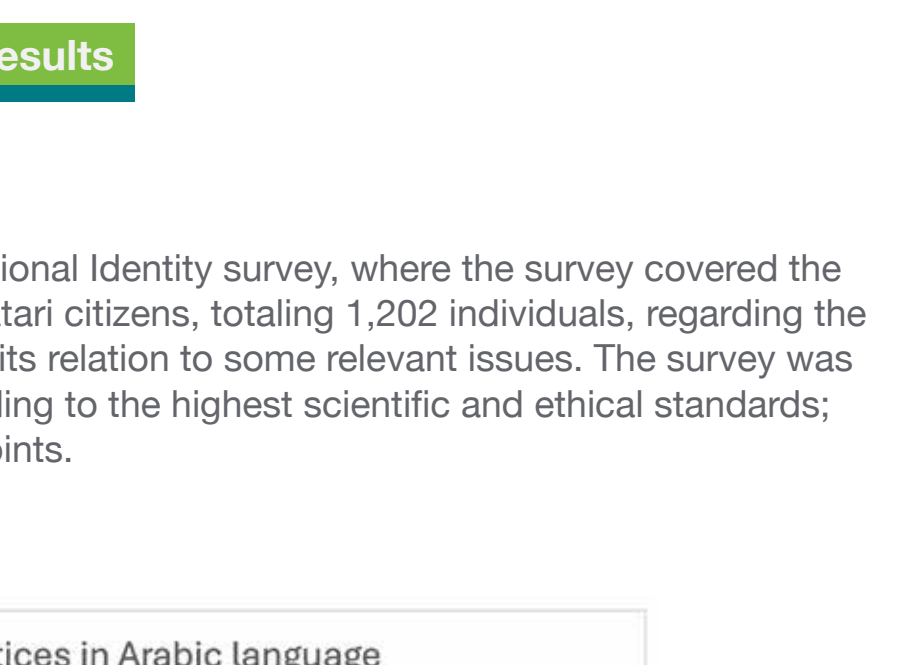 esults
ional Identity survey, where the survey covered the
atari citizens, totaling 1,202 individuals, regarding the
its relation to some relevant issues. The survey was
ling to the highest scientific and ethical standards;
oints.
tices in Arabic language